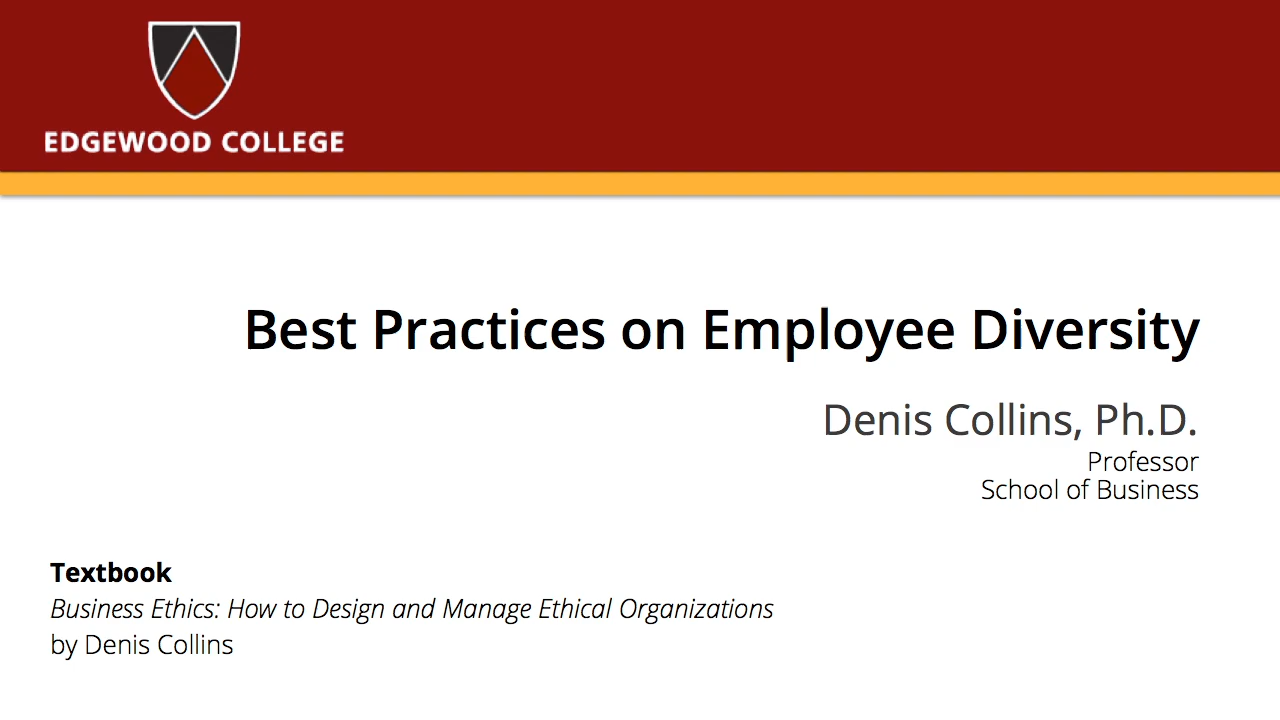 EDGEWOOD COLLEGE
Best Practices on Employee Diversity
Denis Collins, Ph.D.
Professor
School of Business
Textbook
Business Ethics: How to Design and Manage Ethical Organizations
by Denis Collins